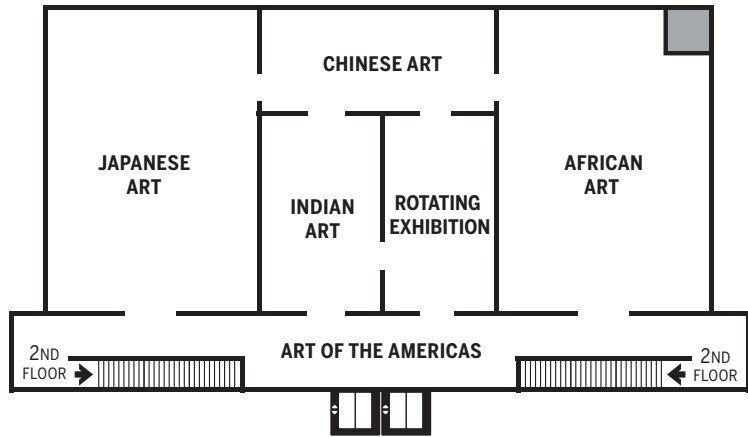 CHINESE ART
JAPANESE
ART
AFRICAN
ART
INDIAN
ART
ROTATING
EXHIBITION
ART OF THE AMERICAS
2ND
FLOOR
2ND
FLOOR